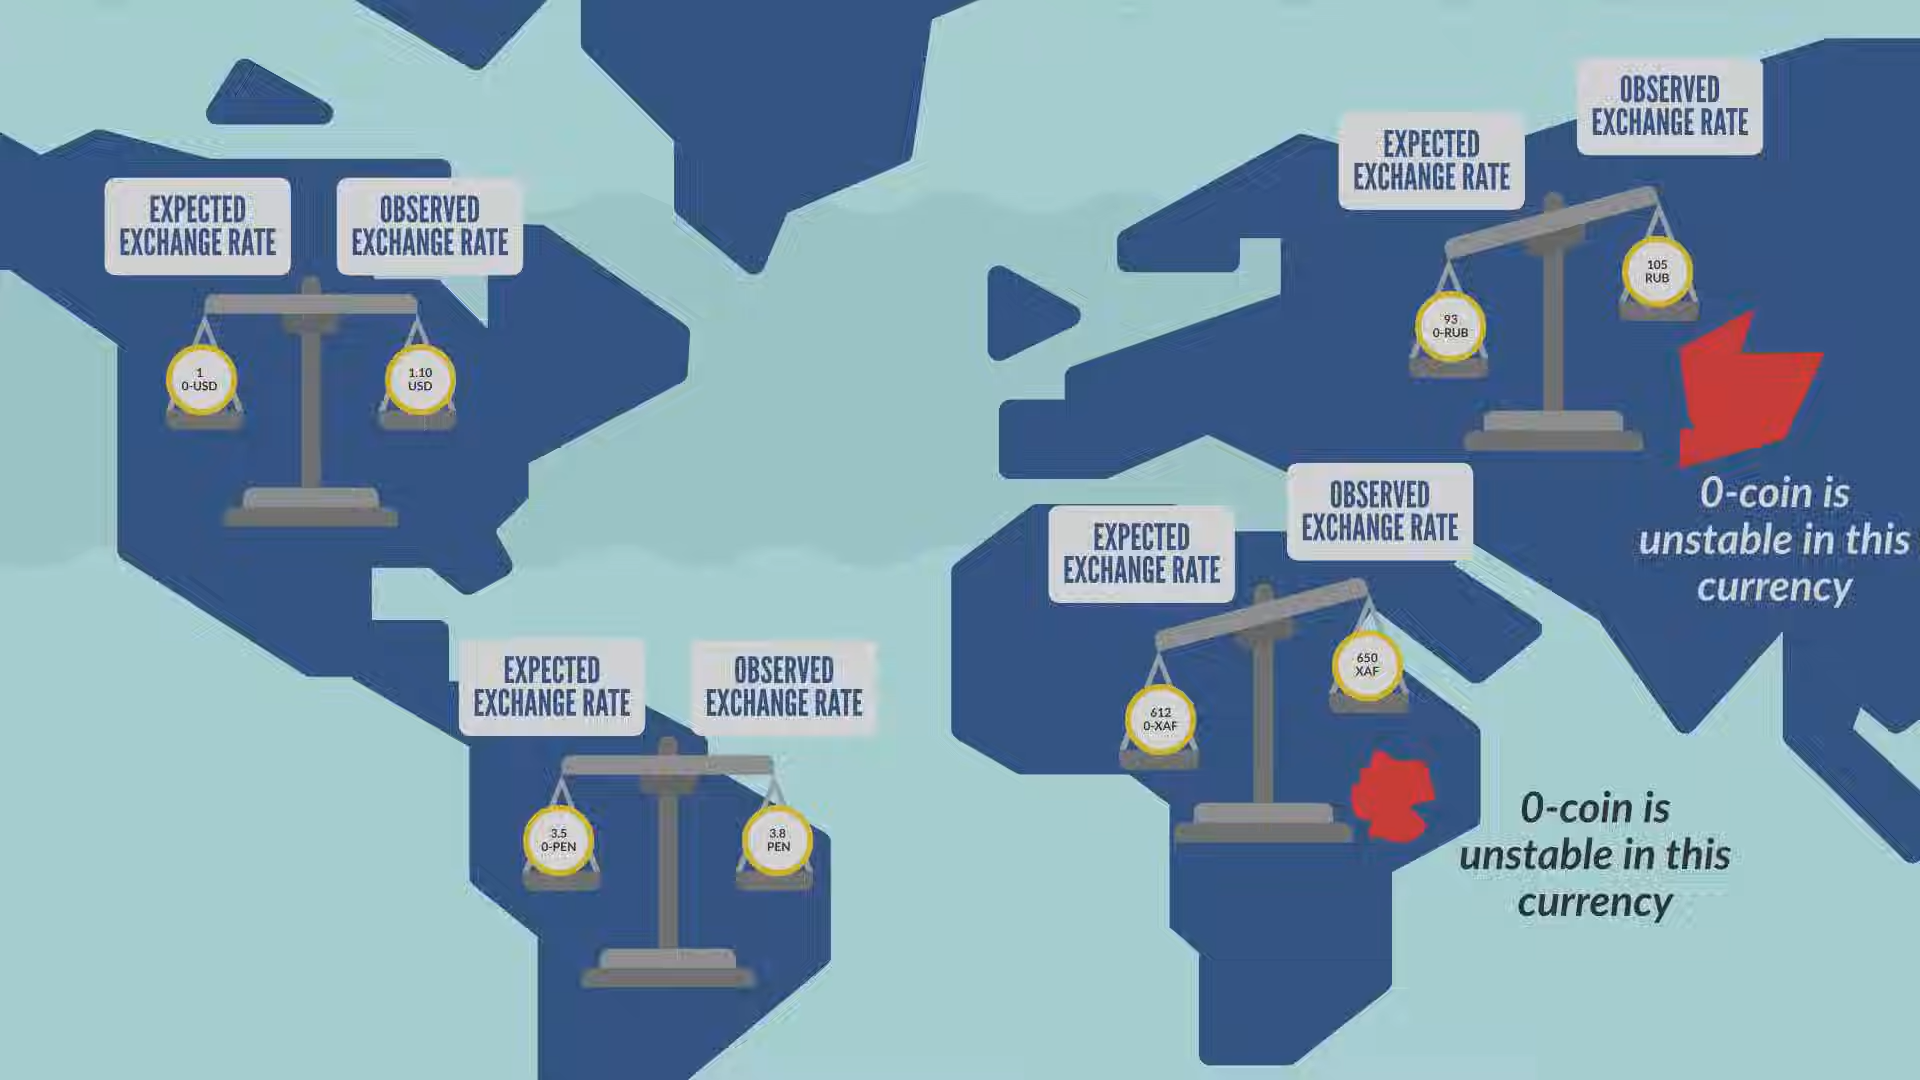 EXPECTED
EXCHANGE RATE
OBSERVED
EXCHANGE RATE
1
0-USD
1.10
USD
EXPECTED
EXCHANGE RATE
OBSERVED
EXCHANGE RATE
3.5
0-PEN
3.8
PEN
EXPECTED
EXCHANGE RATE
OBSERVED
EXCHANGE RATE
93
0-RUB
105
RUB
0-coin is
unstable in this
currency
EXPECTED
EXCHANGE RATE
OBSERVED
EXCHANGE RATE
612
0-XAF
650
XAF
0-coin is
unstable in this
currency